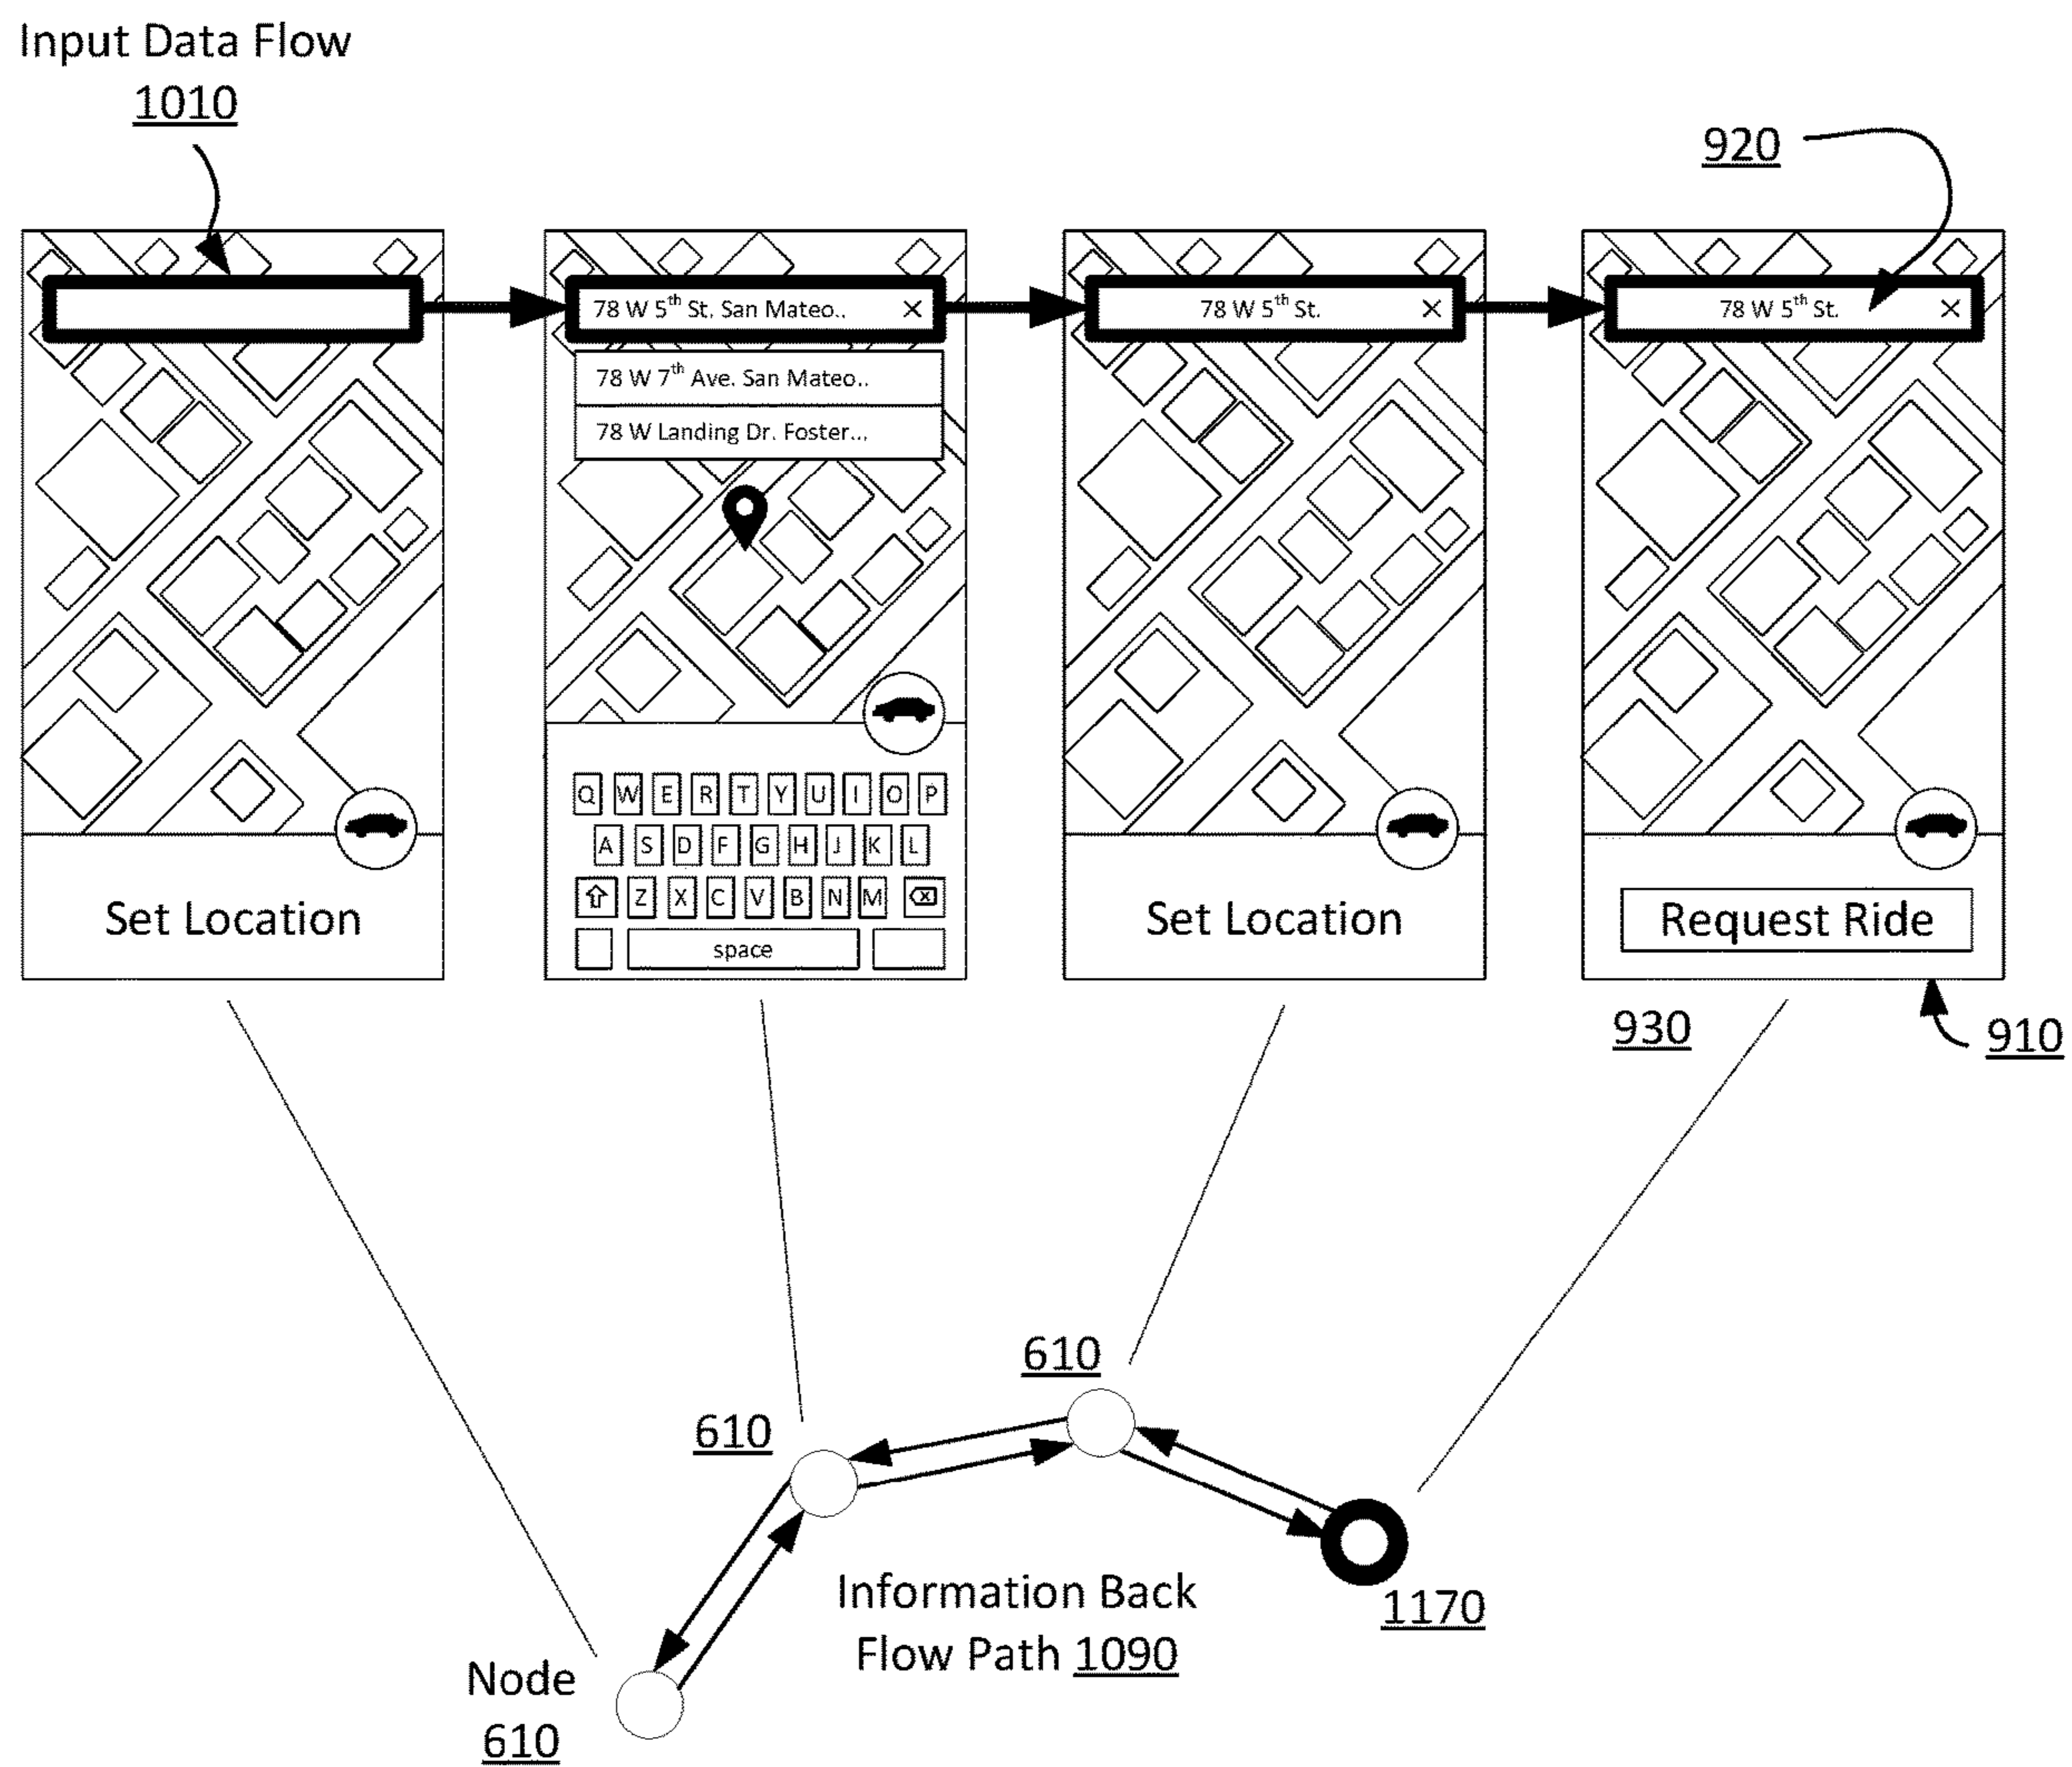 Input Data Flow
1010
920
78 W 5th St. San Mateo.. ×
78 W 5th St. ×
78 W 5th St. ×
78 W 7th Ave. San Mateo..
78 W Landing Dr. Foster...
Q W E R T Y U I O P
A S D F G H J K L
Z X C V B N M
space
Set Location
Set Location
Request Ride
930
910
610
610
Information Back
Flow Path 1090
1170
Node
610